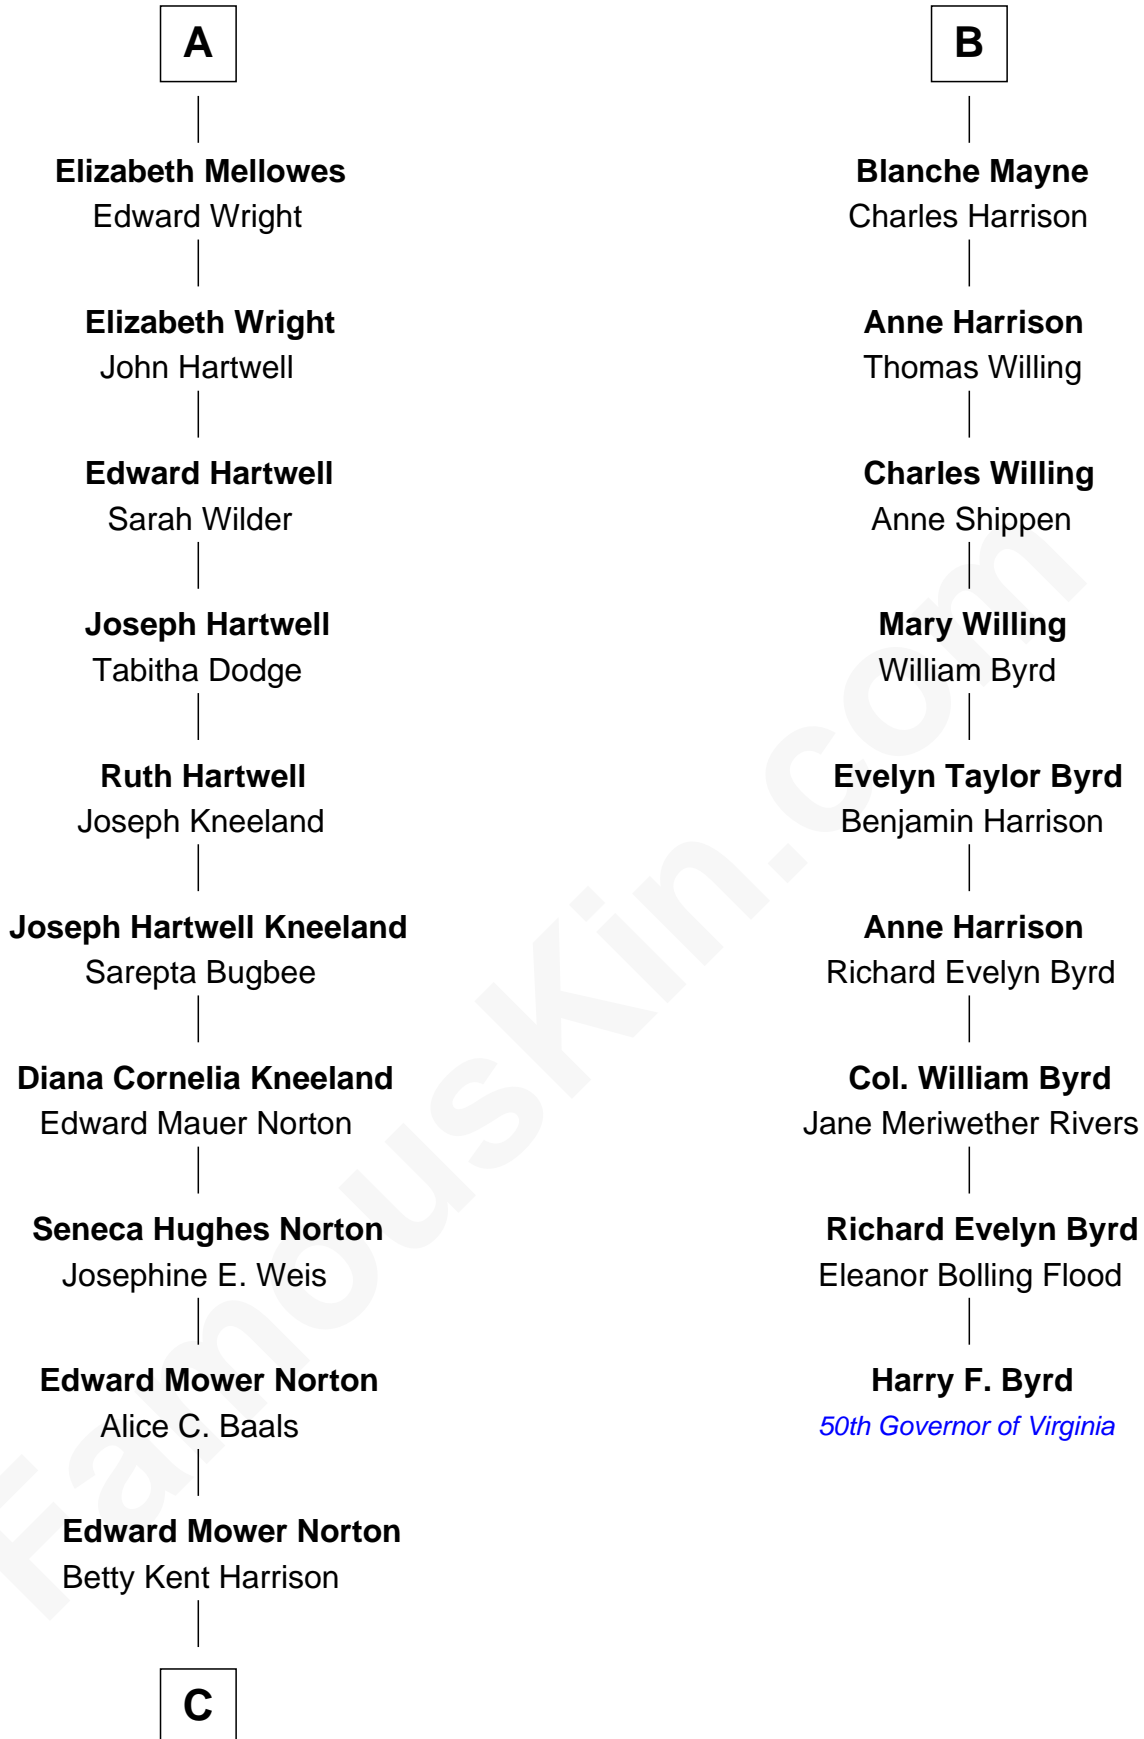 A
Elizabeth Mellowes
Edward Wright
Elizabeth Wright
John Hartwell
Edward Hartwell
Sarah Wilder
Joseph Hartwell
Tabitha Dodge
Ruth Hartwell
Joseph Kneeland
Joseph Hartwell Kneeland
Sarepta Bugbee
Diana Cornelia Kneeland
Edward Mauer Norton
Seneca Hughes Norton
Josephine E. Weis
Edward Mower Norton
Alice C. Baals
Edward Mower Norton
Betty Kent Harrison
C
B
Blanche Mayne
Charles Harrison
Anne Harrison
Thomas Willing
Charles Willing
Anne Shippen
Mary Willing
William Byrd
Evelyn Taylor Byrd
Benjamin Harrison
Anne Harrison
Richard Evelyn Byrd
Col. William Byrd
Jane Meriwether Rivers
Richard Evelyn Byrd
Eleanor Bolling Flood
Harry F. Byrd
50th Governor of Virginia
FamousKin.com